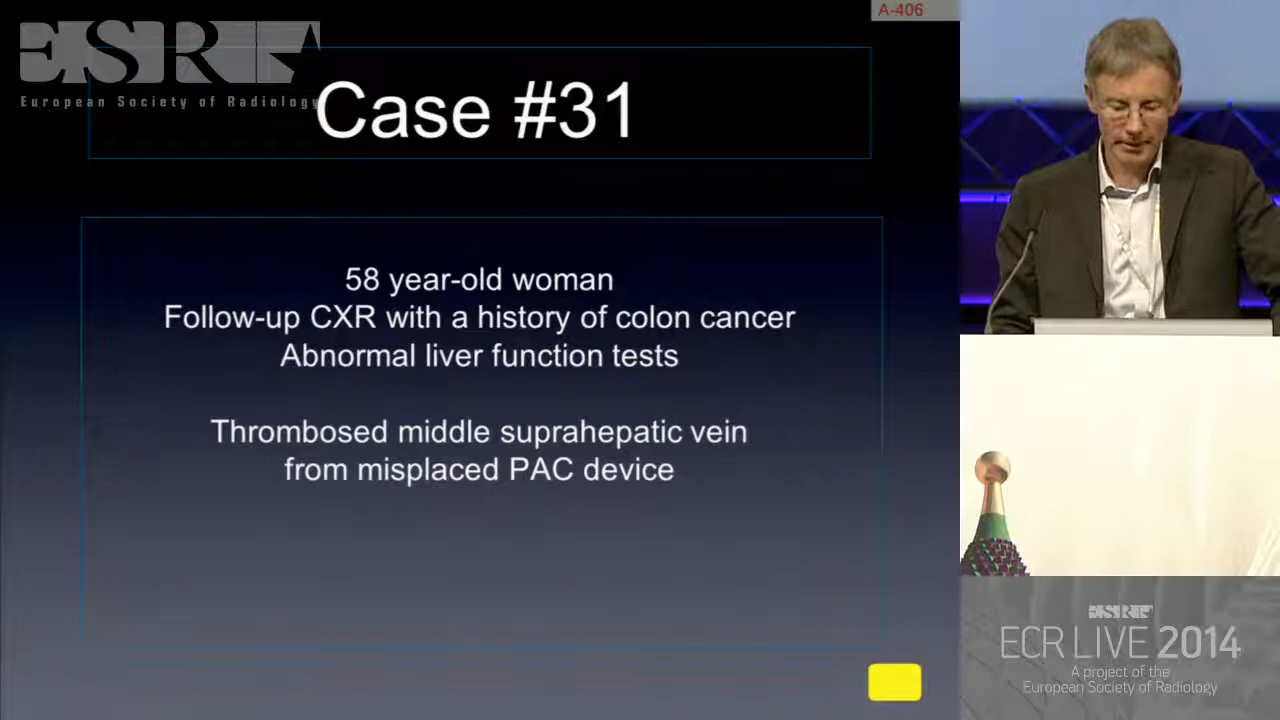 A-406
ESR
European Society of Radiology
Case #31
58 year-old woman
Follow-up CXR with a history of colon cancer
Abnormal liver function tests
Thrombosed middle suprahepatic vein
from misplaced PAC device
ESR
ECR LIVE 2014
A project of the
European Society of Radiology